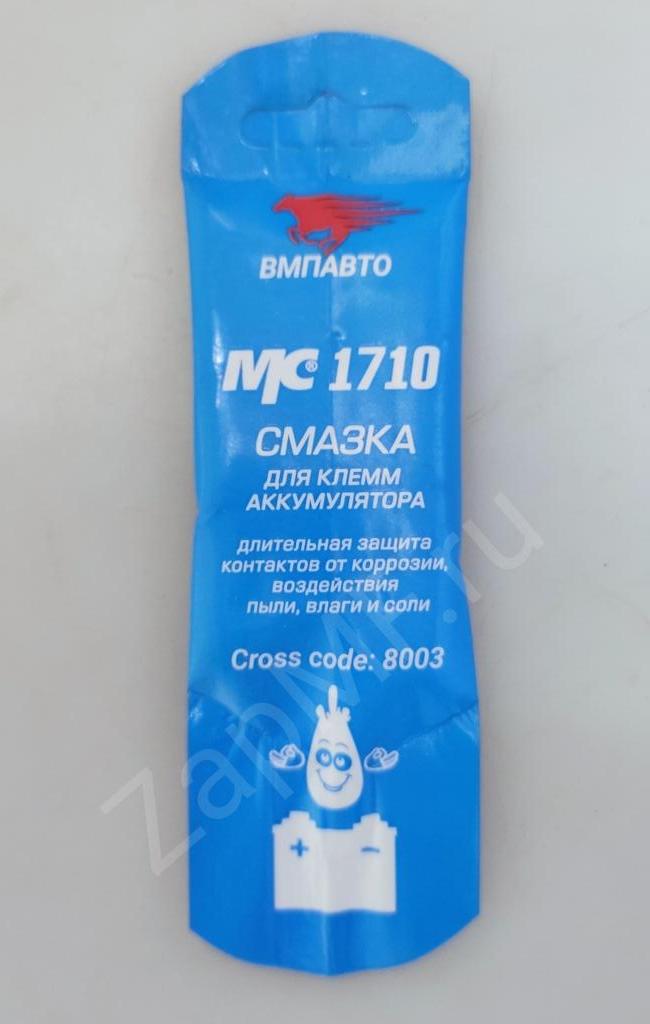 ВМПАВТО
МС® 1710
СМАЗКА
ДЛЯ КЛЕММ
АККУМУЛЯТОРА
длительная защита
контактов от коррозии,
воздействия
пыли, влаги и соли
Cross code: 8003
+ −
ZapMF.ru